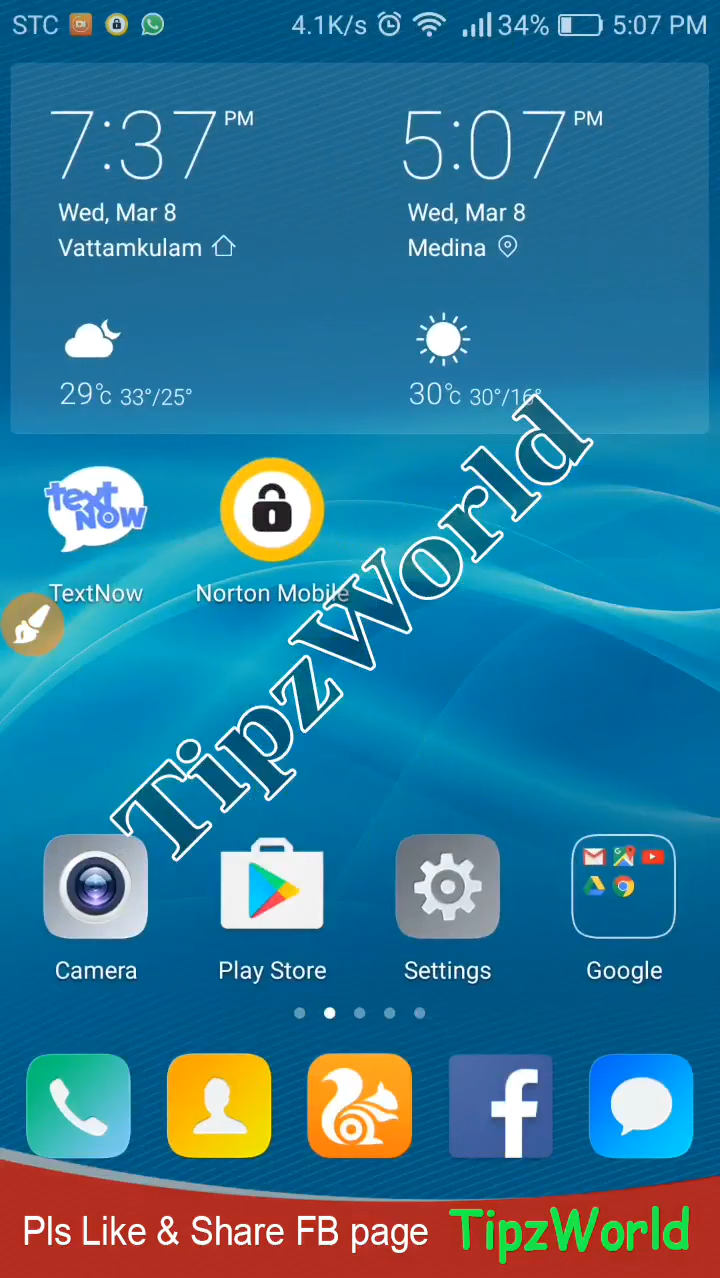 STC 4.1K/s 34% 5:07 PM
7:37 PM 5:07 PM
Wed, Mar 8 Wed, Mar 8
Vattamkulam Medina
29°c 33°/25° 30°c 30°/16°
text NOW
TextNow Norton Mobile
TipzWorld
Camera Play Store Settings Google
f
Pls Like & Share FB page TipzWorld